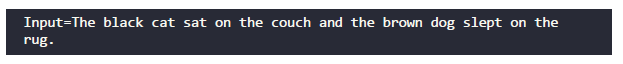 Input=The black cat sat on the couch and the brown dog slept on the
rug.